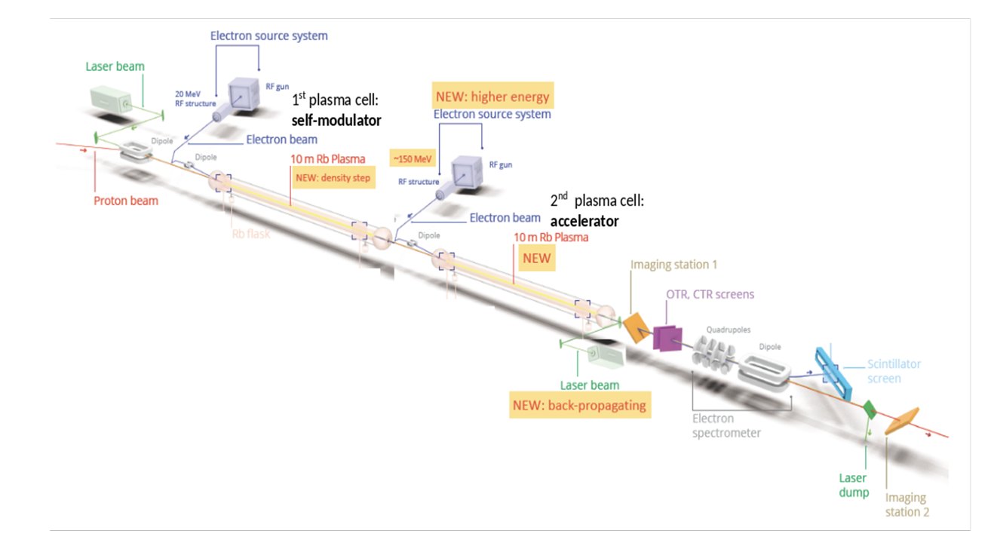 Electron source system
Laser beam
RF gun
20 MeV
RF structure
1st plasma cell:
self-modulator
NEW: higher energy
Electron source system
Dipole
Electron beam
Dipole
10 m Rb Plasma
NEW: density step
~150 MeV
RF gun
RF structure
Proton beam
2nd plasma cell:
accelerator
Electron beam
Rb flask
Dipole
10 m Rb Plasma
NEW
Imaging station 1
OTR, CTR screens
Quadrupoles
Dipole
Scintillator
screen
Laser beam
NEW: back-propagating
Electron
spectrometer
Laser
dump
Imaging
station 2